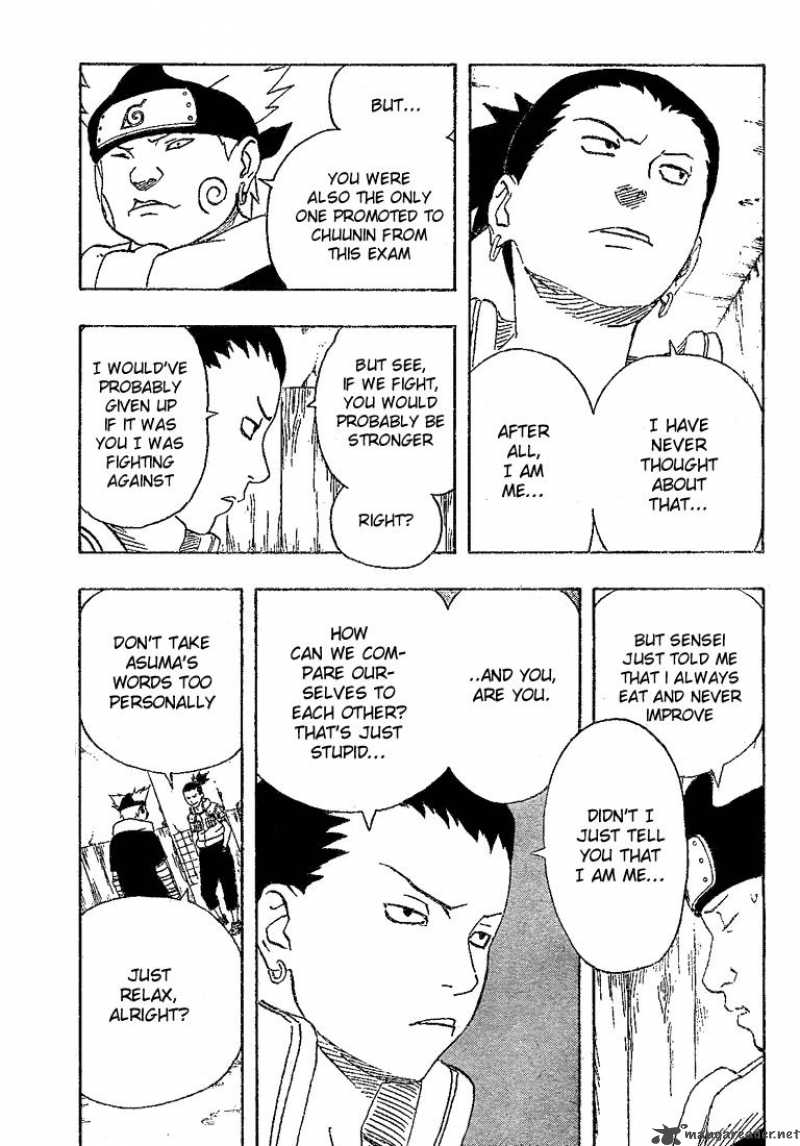 I HAVE
NEVER
THOUGHT
ABOUT
THAT...
AFTER
ALL,
I AM
ME...
BUT...
YOU WERE
ALSO THE ONLY
ONE PROMOTED TO
CHUUNIN FROM
THIS EXAM
BUT SEE,
IF WE FIGHT,
YOU WOULD
PROBABLY BE
STRONGER
RIGHT?
I WOULD'VE
PROBABLY
GIVEN UP
IF IT WAS
YOU I WAS
FIGHTING
AGAINST
BUT SENSEI
JUST TOLD ME
THAT I ALWAYS
EAT AND NEVER
IMPROVE
DIDN'T I
JUST TELL
YOU THAT
I AM ME...
..AND YOU,
ARE YOU.
HOW
CAN WE COM-
PARE OUR-
SELVES TO
EACH OTHER?
THAT'S JUST
STUPID...
DON'T TAKE
ASUMA'S
WORDS TOO
PERSONALLY
JUST
RELAX,
ALRIGHT?
mangareader.net